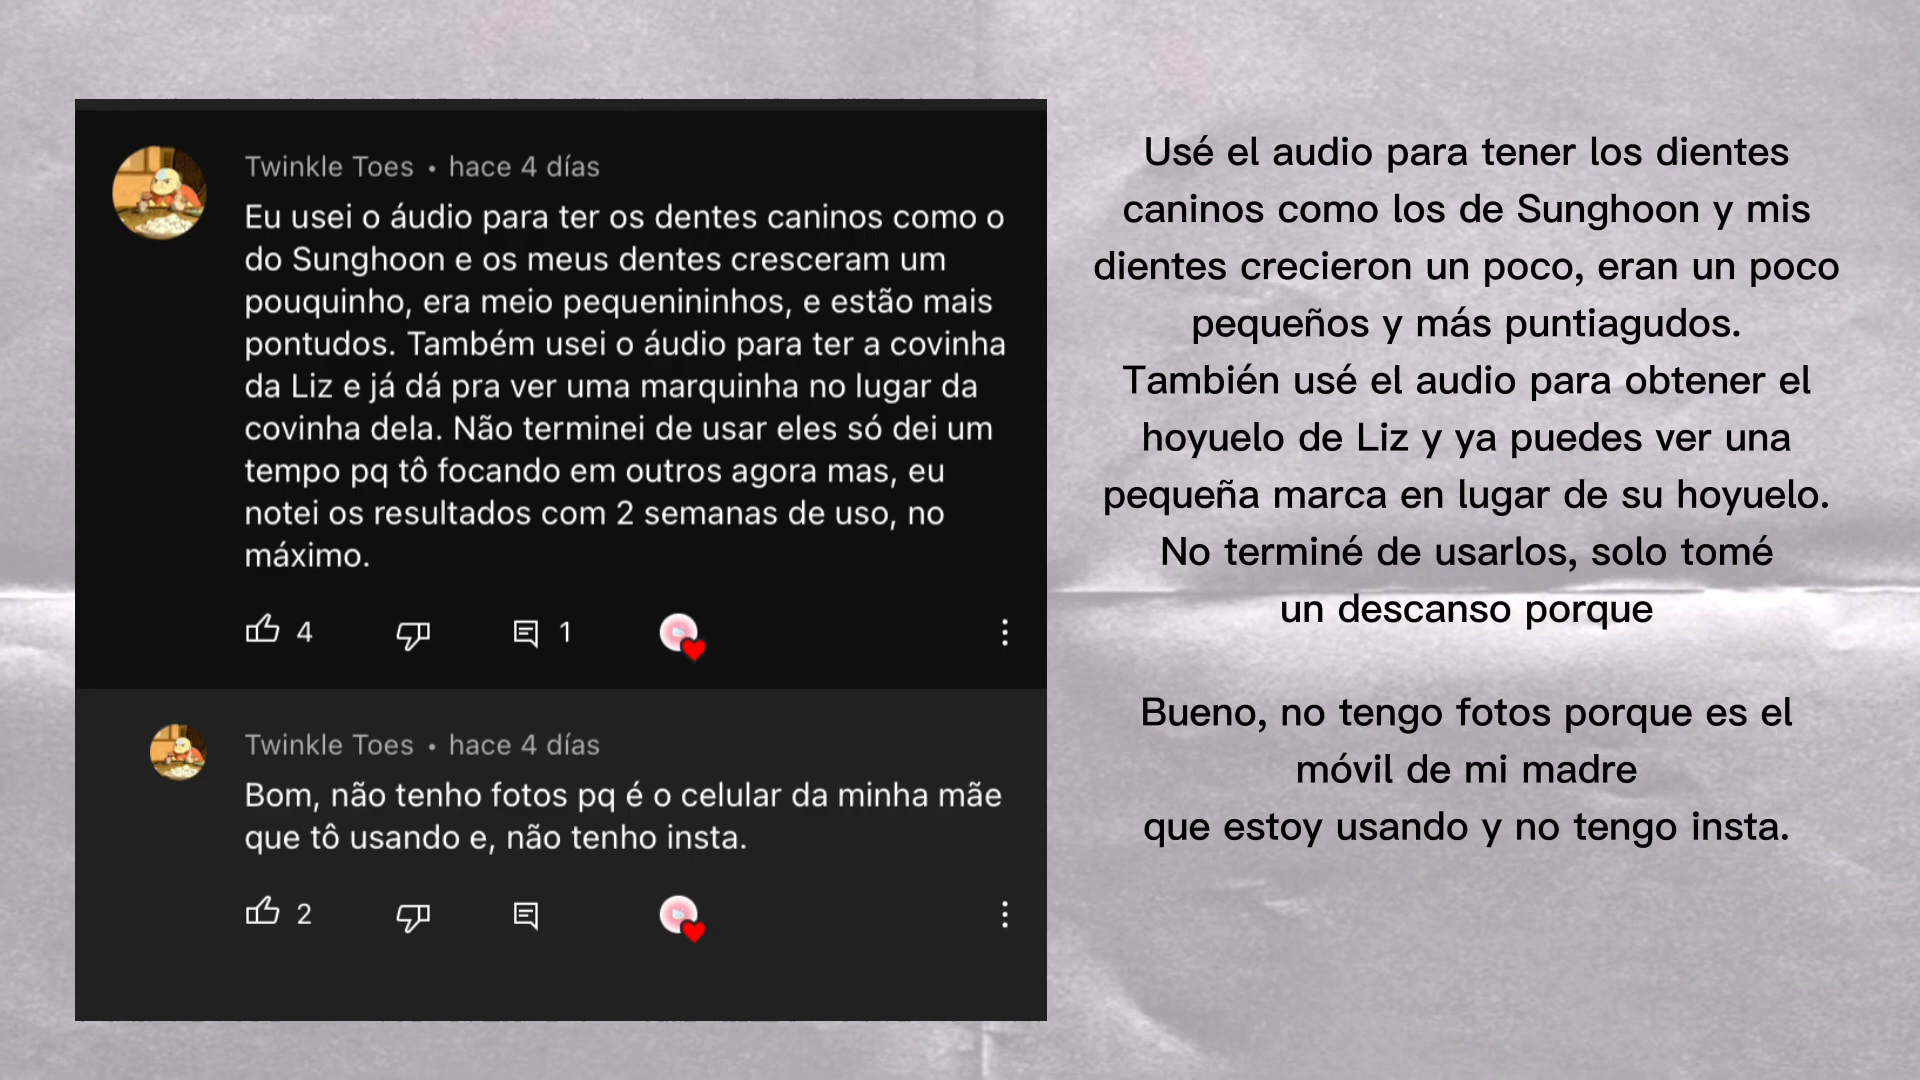 Twinkle Toes • hace 4 días
Eu usei o áudio para ter os dentes caninos como o
do Sunghoon e os meus dentes cresceram um
pouquinho, era meio pequenininhos, e estão mais
pontudos. Também usei o áudio para ter a covinha
da Liz e já dá pra ver uma marquinha no lugar da
covinha dela. Não terminei de usar eles só dei um
tempo pq tô focando em outros agora mas, eu
notei os resultados com 2 semanas de uso, no
máximo.
4 1
Twinkle Toes • hace 4 días
Bom, não tenho fotos pq é o celular da minha mãe
que tô usando e, não tenho insta.
2
Usé el audio para tener los dientes
caninos como los de Sunghoon y mis
dientes crecieron un poco, eran un poco
pequeños y más puntiagudos.
También usé el audio para obtener el
hoyuelo de Liz y ya puedes ver una
pequeña marca en lugar de su hoyuelo.
No terminé de usarlos, solo tomé
un descanso porque
Bueno, no tengo fotos porque es el
móvil de mi madre
que estoy usando y no tengo insta.